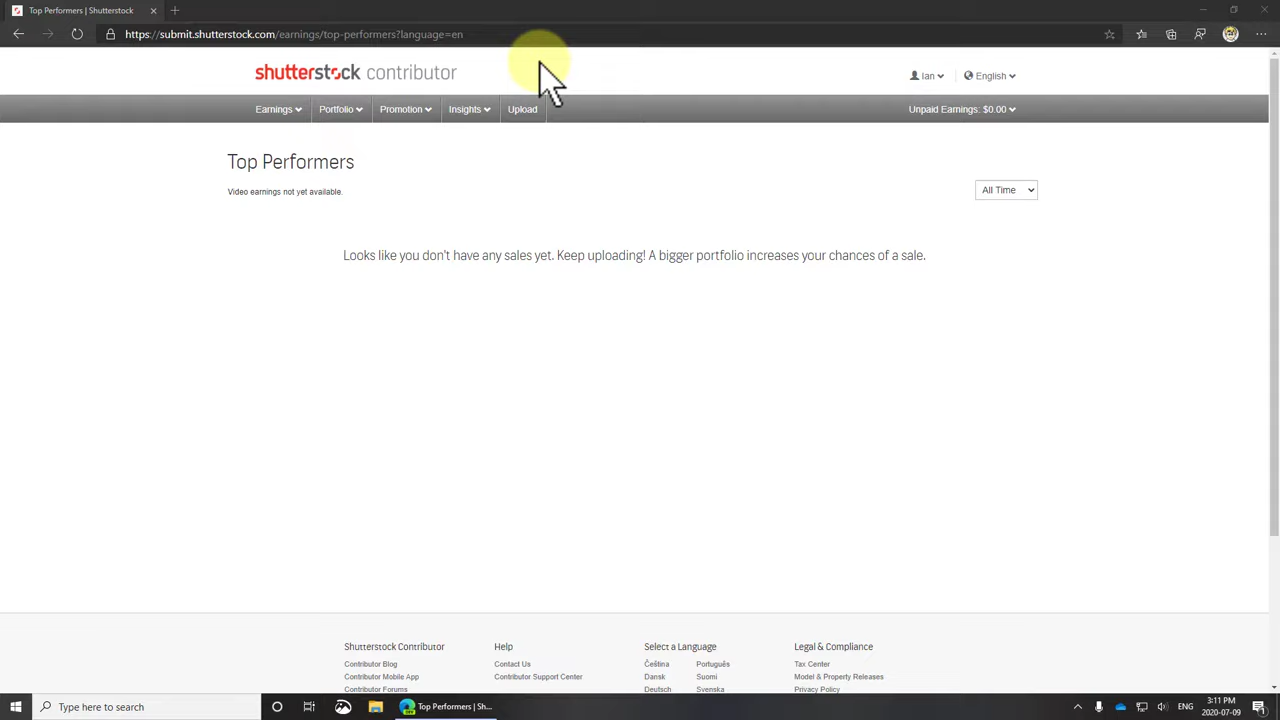 Top Performers | Shutterstock
https://submit.shutterstock.com/earnings/top-performers?language=en
shutterstock contributor
Ian
English
Earnings
Portfolio
Promotion
Insights
Upload
Unpaid Earnings: $0.00
Top Performers
Video earnings not yet available.
All Time
Looks like you don't have any sales yet. Keep uploading! A bigger portfolio increases your chances of a sale.
Shutterstock Contributor
Contributor Blog
Contributor Mobile App
Contributor Forums
Help
Contact Us
Contributor Support Center
Select a Language
Čeština
Português
Dansk
Suomi
Deutsch
Svenska
Legal & Compliance
Tax Center
Model & Property Releases
Privacy Policy
Type here to search
Top Performers | Sh...
3:11 PM
2020-07-09